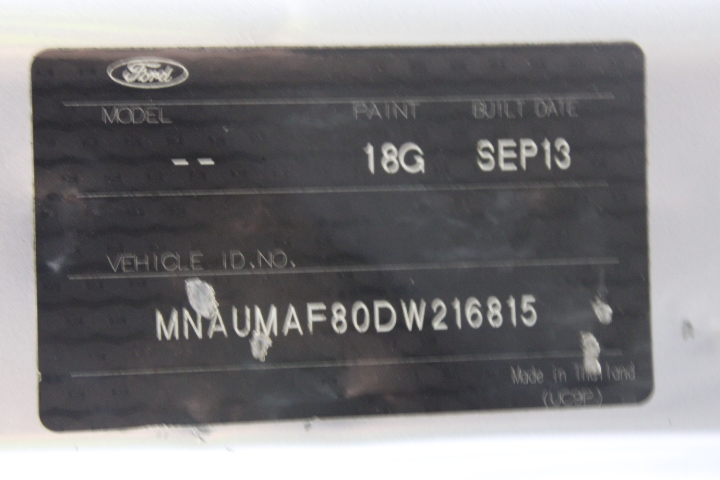 Ford
MODEL PAINT BUILT DATE
-- 18G SEP13
VEHICLE ID.NO.
MNAUMAF80DW216815
Made in Thailand
(UC9P)